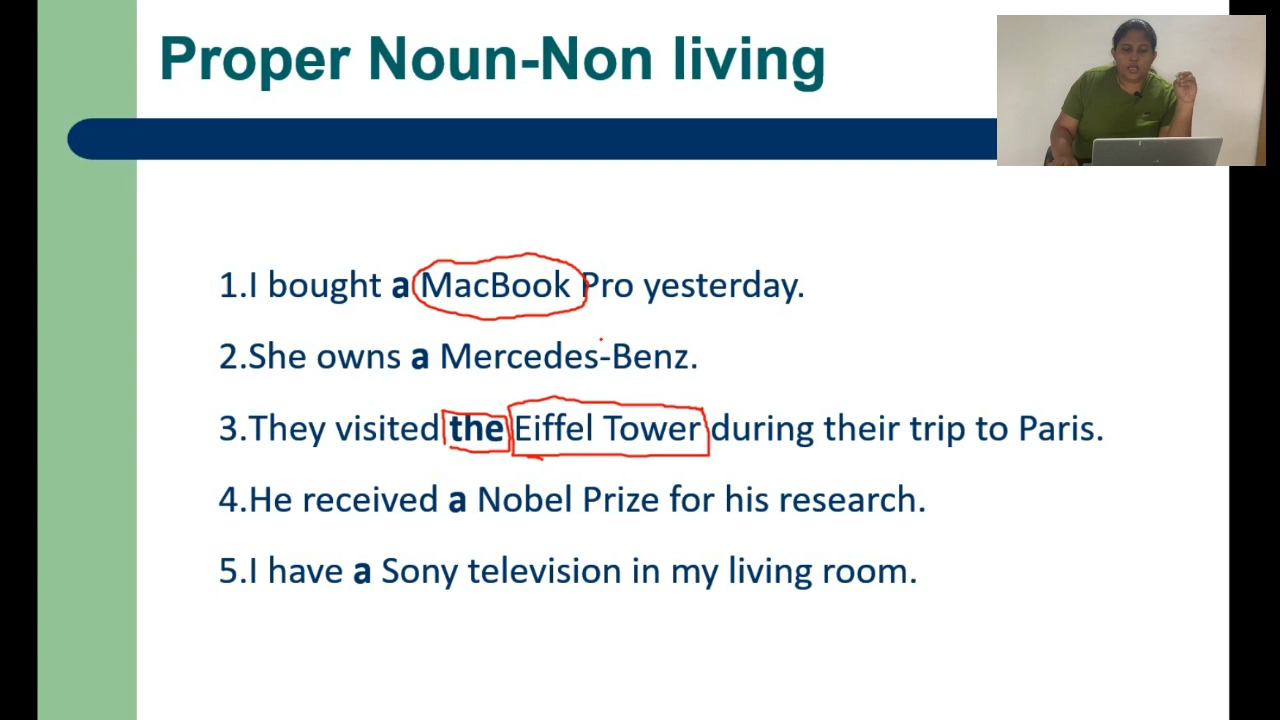 Proper Noun-Non living
1.I bought a MacBook Pro yesterday.
2.She owns a Mercedes-Benz.
3.They visited the Eiffel Tower during their trip to Paris.
4.He received a Nobel Prize for his research.
5.I have a Sony television in my living room.